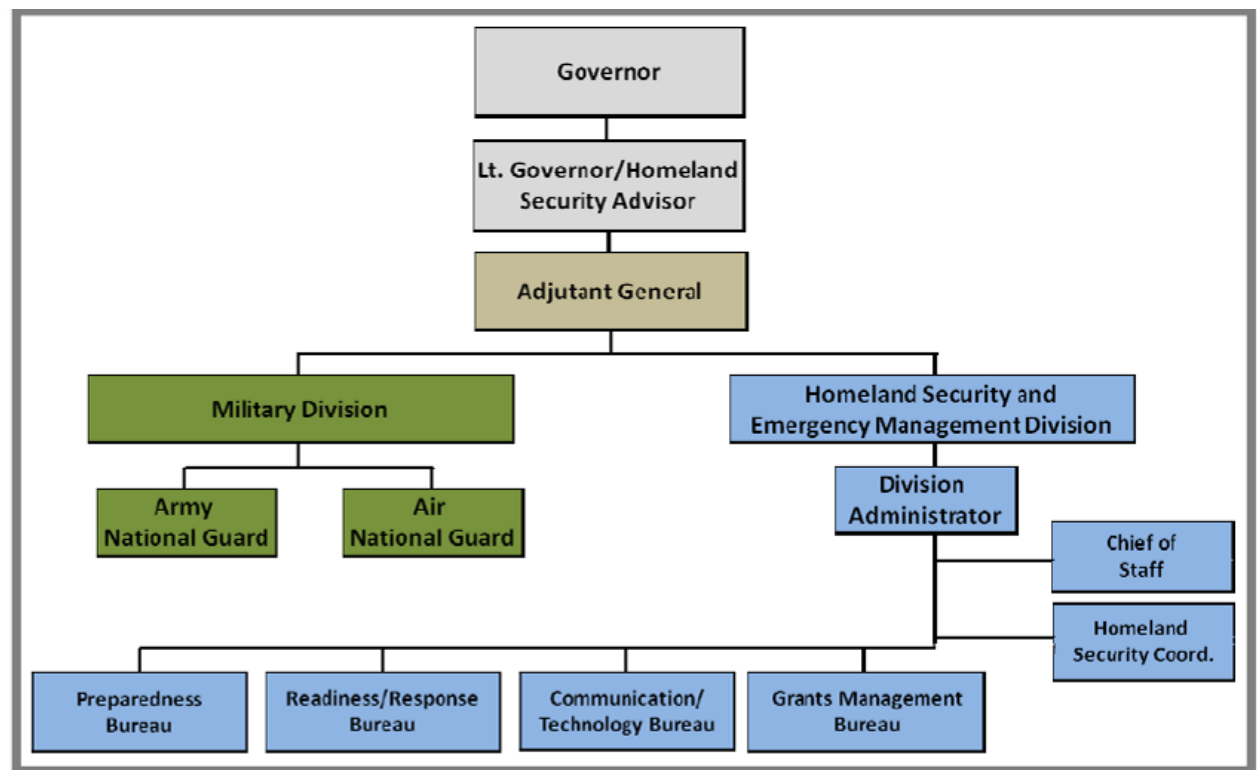 Governor
Lt. Governor/Homeland
Security Advisor
Adjutant General
Military Division
Homeland Security and
Emergency Management Division
Army
National Guard
Air
National Guard
Division
Administrator
Chief of
Staff
Homeland
Security Coord.
Preparedness
Bureau
Readiness/Response
Bureau
Communication/
Technology Bureau
Grants Management
Bureau